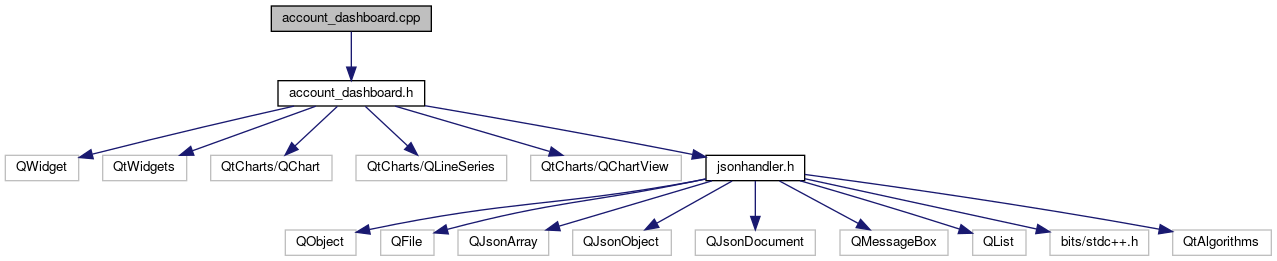 account_dashboard.cpp
account_dashboard.h
QWidget
QtWidgets
QtCharts/QChart
QtCharts/QLineSeries
QtCharts/QChartView
jsonhandler.h
QObject
QFile
QJsonArray
QJsonObject
QJsonDocument
QMessageBox
QList
bits/stdc++.h
QtAlgorithms